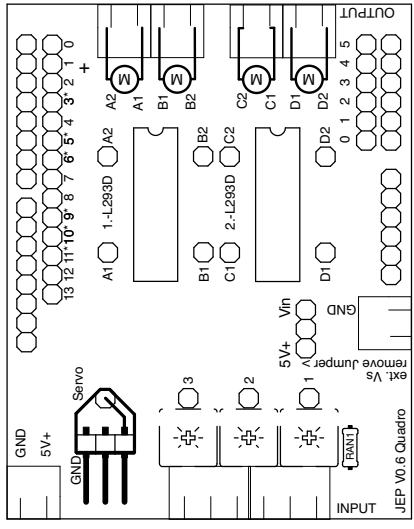 OUTPUT
M
M
M
M
A2
A1
B1
B2
C2
C1
D1
D2
+
0
1
2
3*
4
5*
6*
7
8
9*
10*
11*
12
13
5
4
3
2
1
0
A2
B2
C2
D2
1.-L293D
2.-L293D
A1
B1
C1
D1
Vin
5V+
GND
ext. Vs
remove Jumper >
Servo
GND
3
2
1
GND
5V+
RAN1
INPUT
JEP V0.6 Quadro